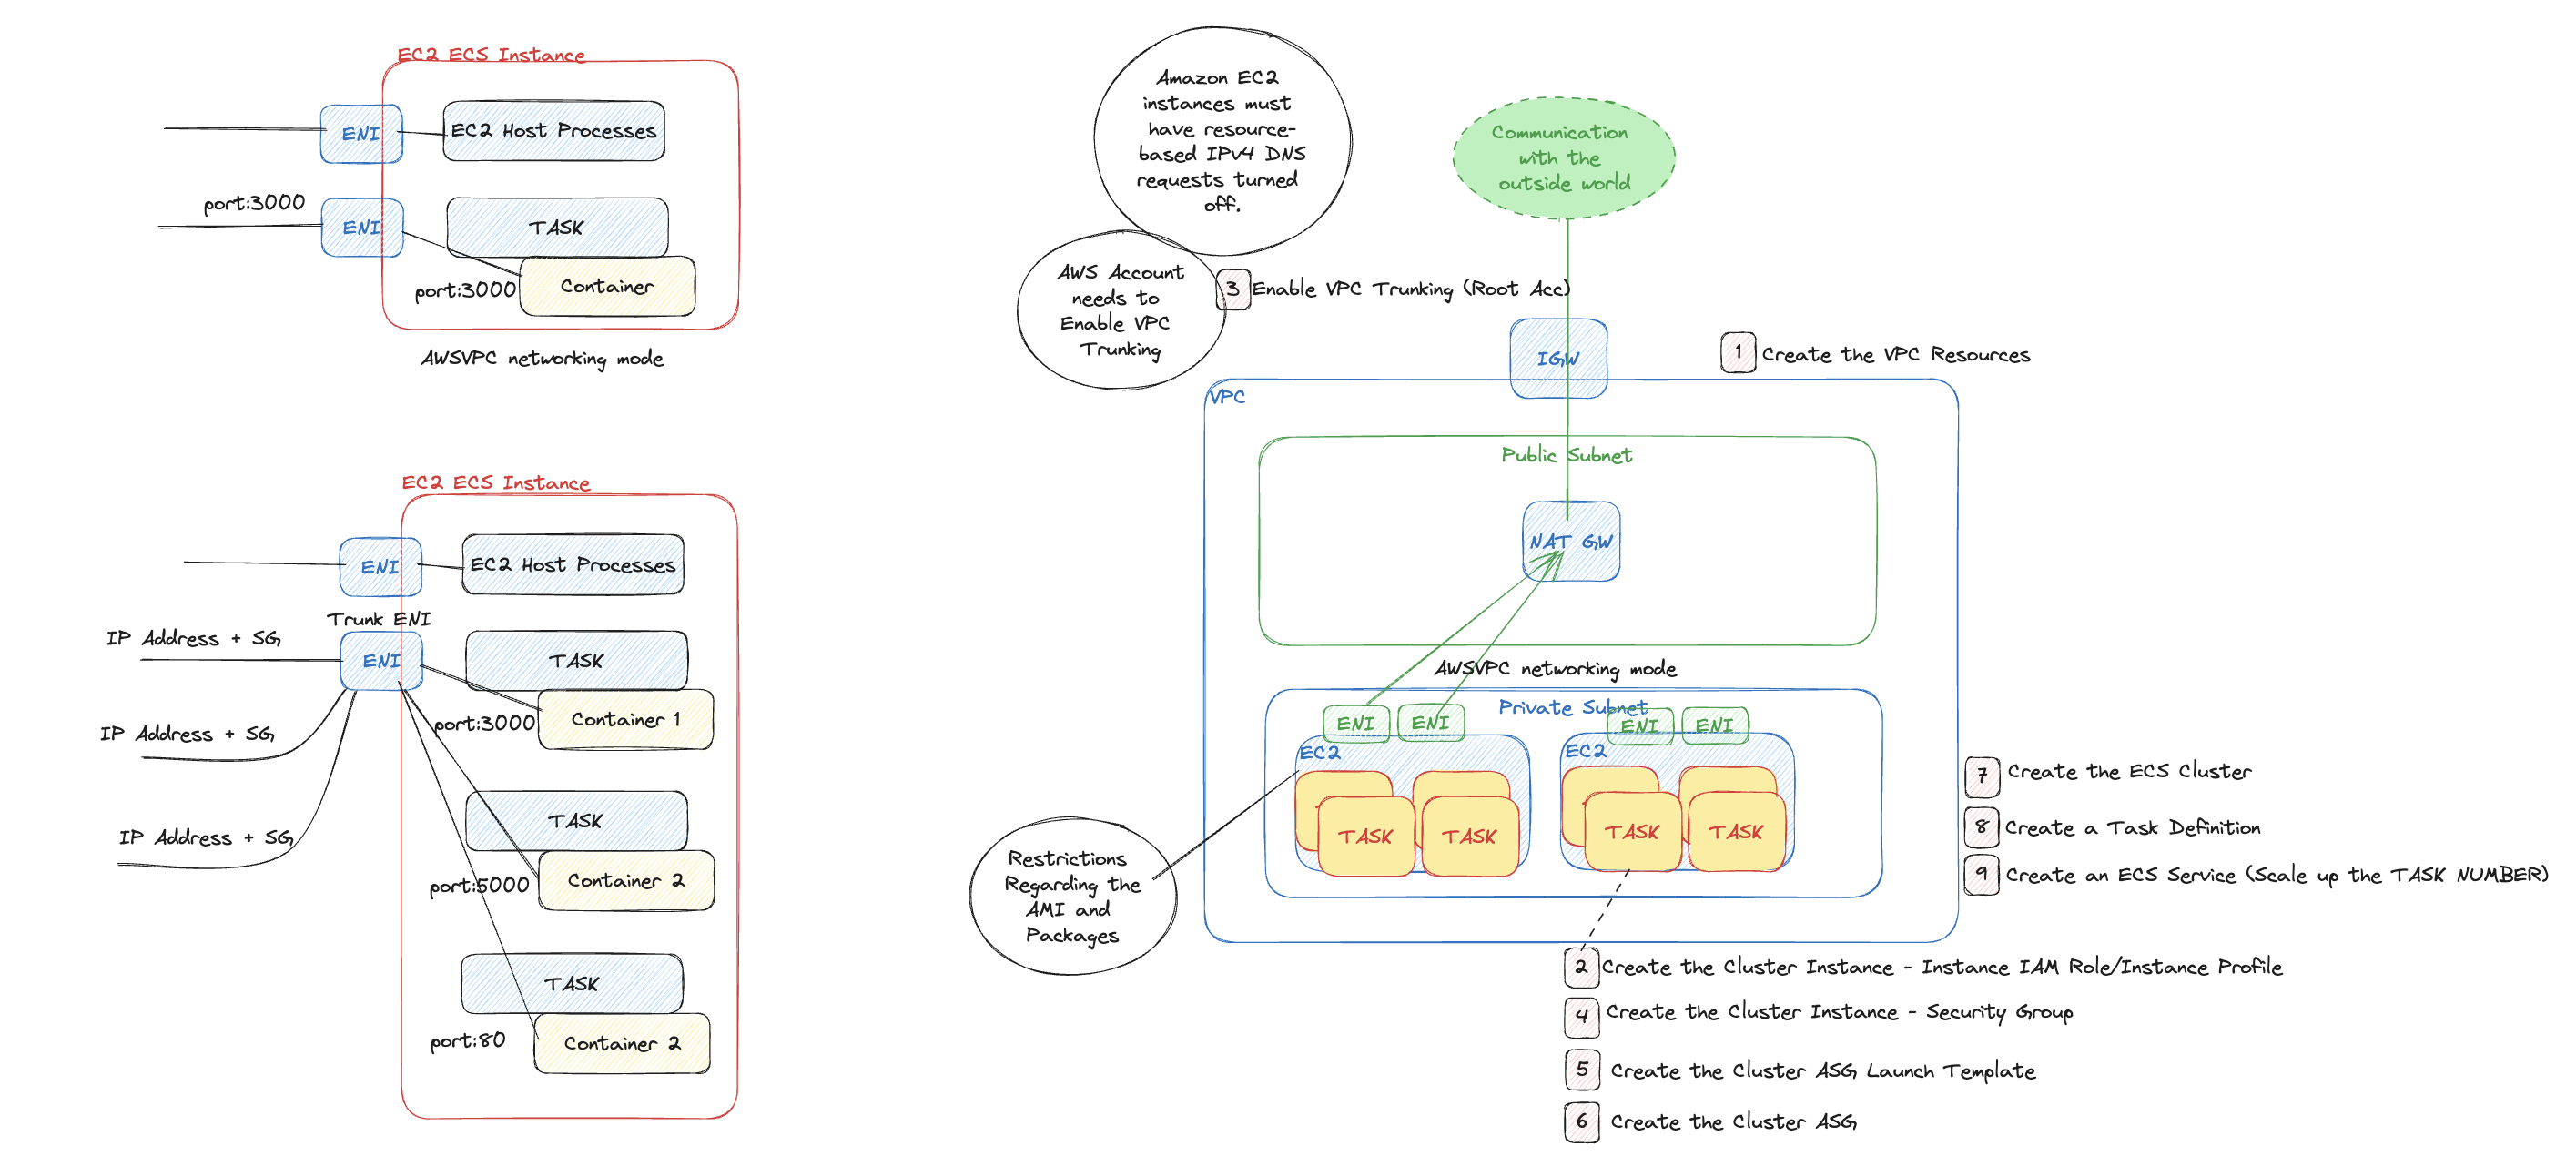 EC2 ECS Instance
ENI
EC2 Host Processes
port:3000
ENI
TASK
port:3000
Container
AWSVPC networking mode
EC2 ECS Instance
ENI
EC2 Host Processes
Trunk ENI
IP Address + SG
ENI
TASK
port:3000
Container 1
IP Address + SG
TASK
IP Address + SG
port:5000
Container 2
TASK
port:80
Container 2
Amazon EC2
instances must
have resource-
based IPv4 DNS
requests turned
off.
Communication
with the
outside world
AWS Account
needs to
Enable VPC
Trunking
3
Enable VPC Trunking (Root Acc)
IGW
1
Create the VPC Resources
VPC
Public Subnet
NAT GW
AWSVPC networking mode
Private Subnet
ENI
ENI
ENI
ENI
EC2
EC2
TASK
TASK
TASK
TASK
Restrictions
Regarding the
AMI and
Packages
7
Create the ECS Cluster
8
Create a Task Definition
9
Create an ECS Service (Scale up the TASK NUMBER)
2
Create the Cluster Instance - Instance IAM Role/Instance Profile
4
Create the Cluster Instance - Security Group
5
Create the Cluster ASG Launch Template
6
Create the Cluster ASG